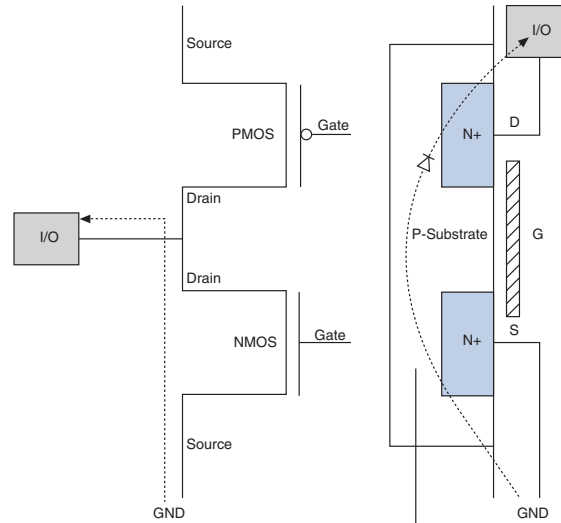 Source
PMOS
Gate
Drain
I/O
Drain
NMOS
Gate
Source
GND
I/O
N+
D
P-Substrate
G
N+
S
GND